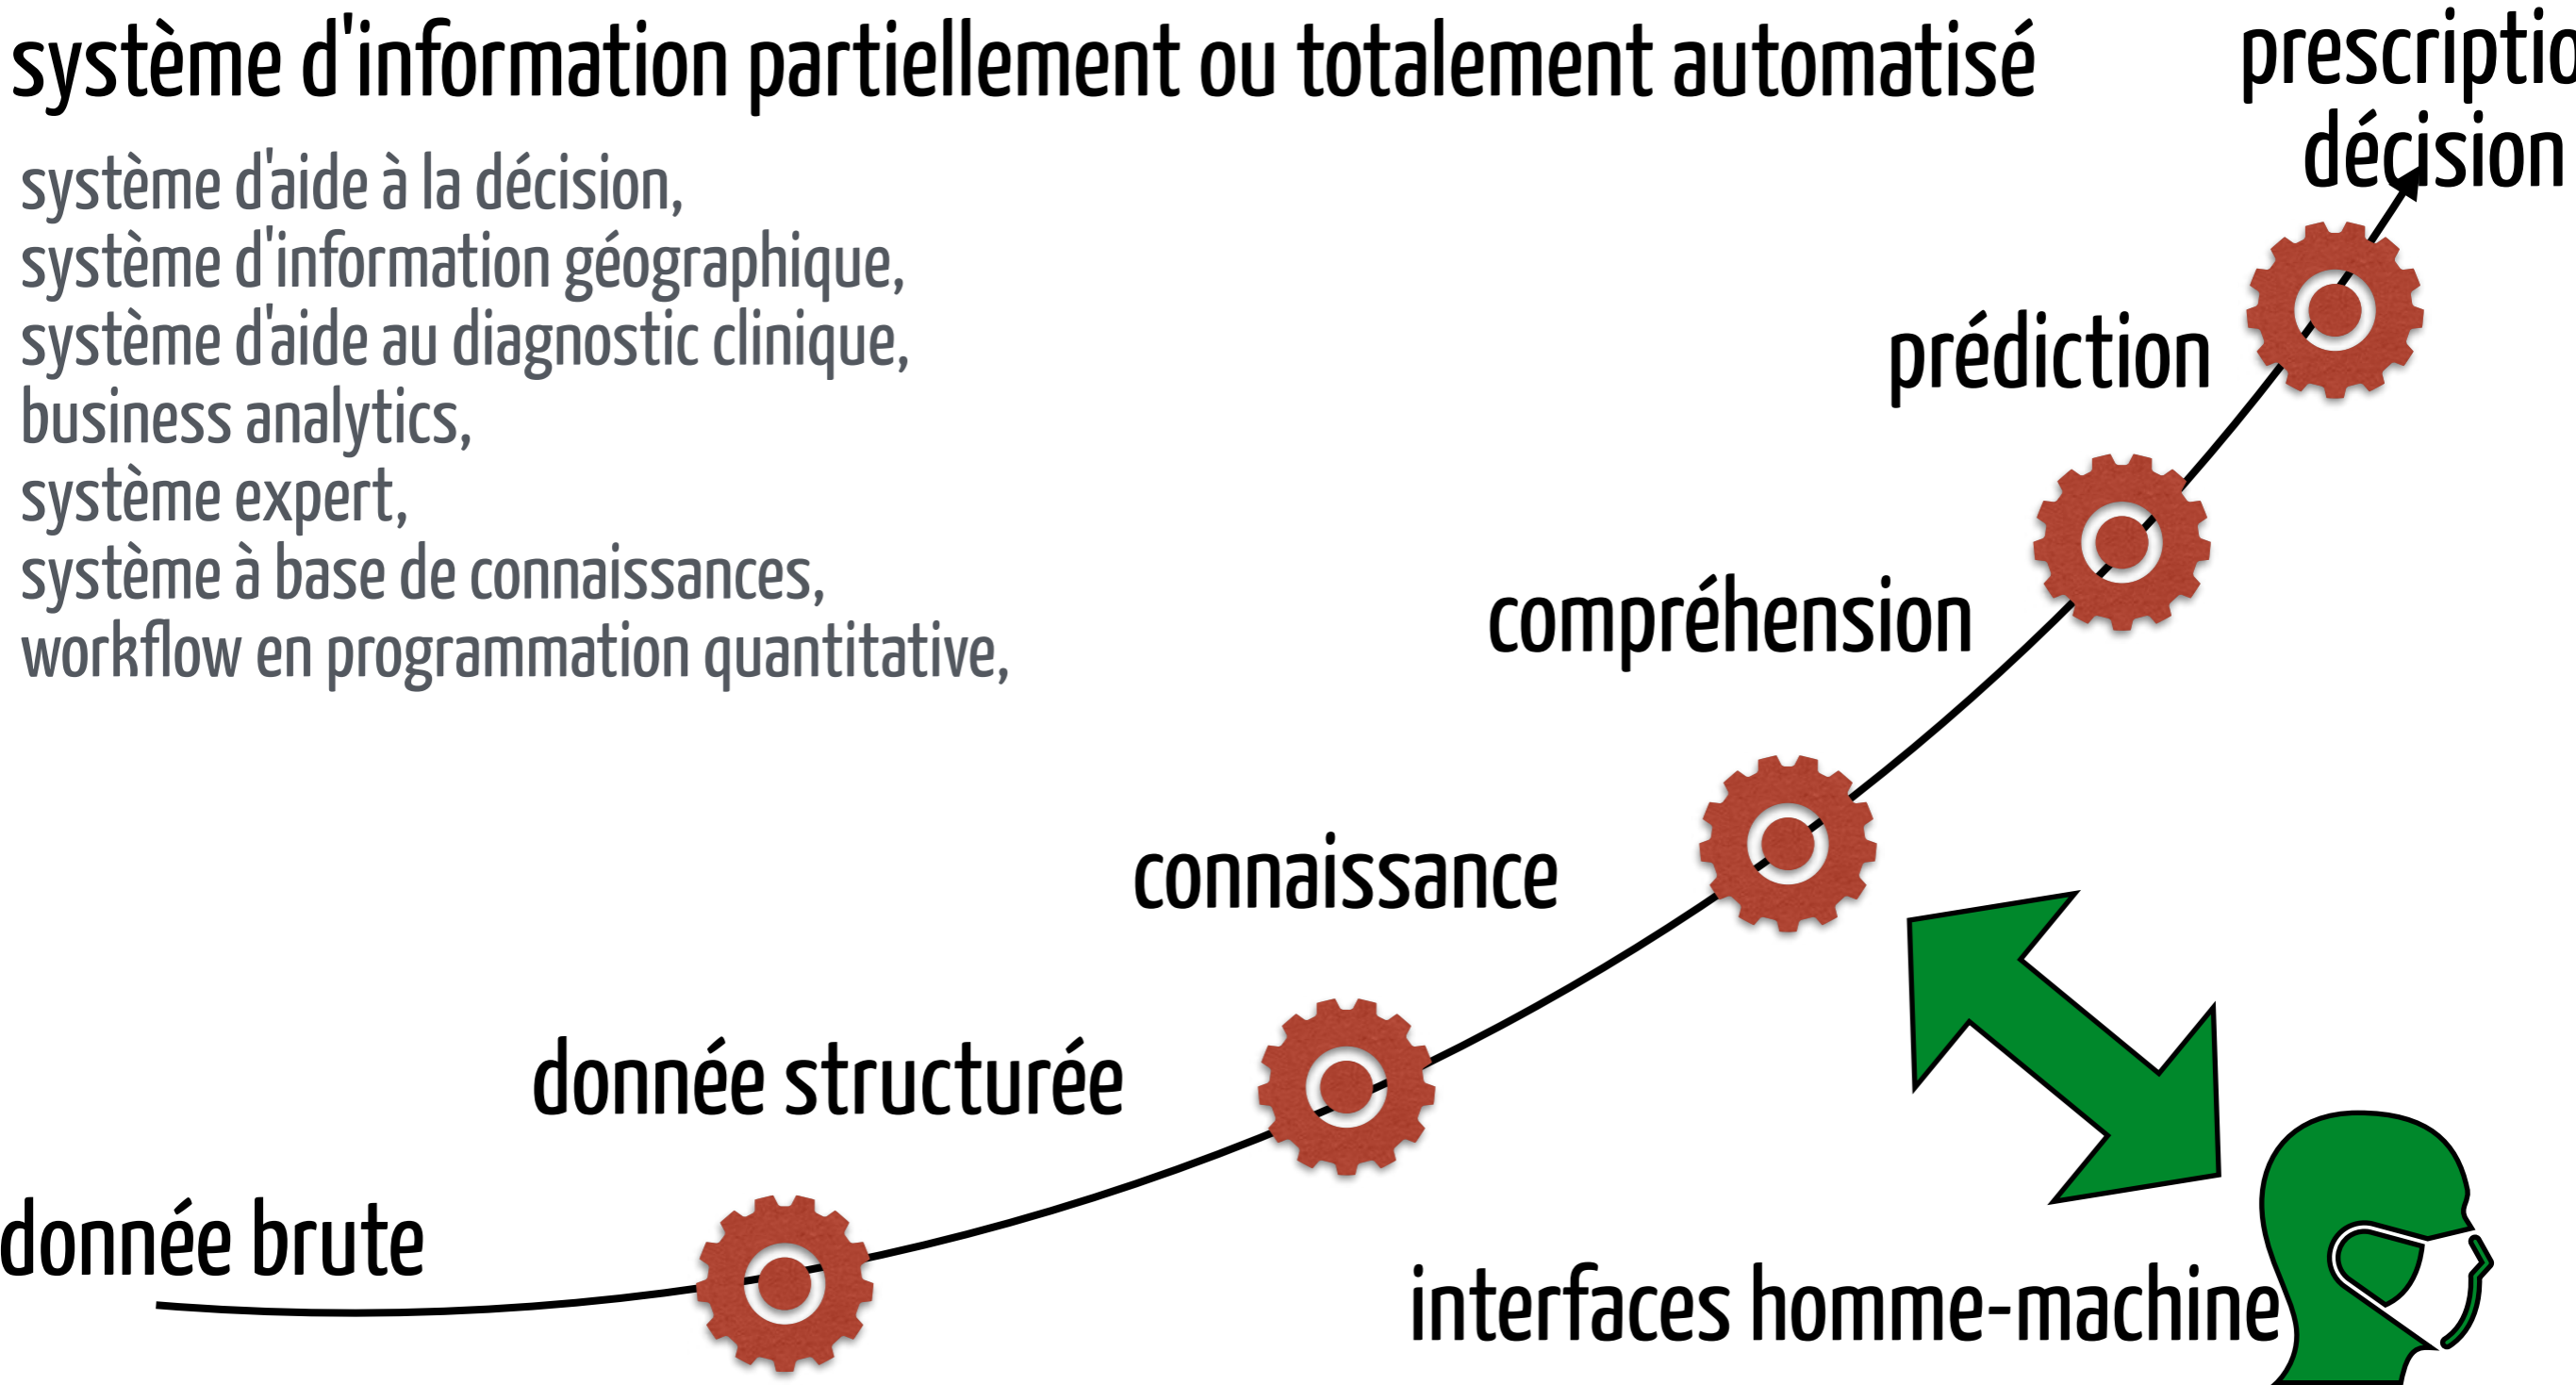 système d'information partiellement ou totalement automatisé
système d'aide à la décision,
système d'information géographique,
système d'aide au diagnostic clinique,
business analytics,
système expert,
système à base de connaissances,
workflow en programmation quantitative,
prescriptio
décision
prédiction
compréhension
connaissance
donnée structurée
donnée brute
interfaces homme-machine